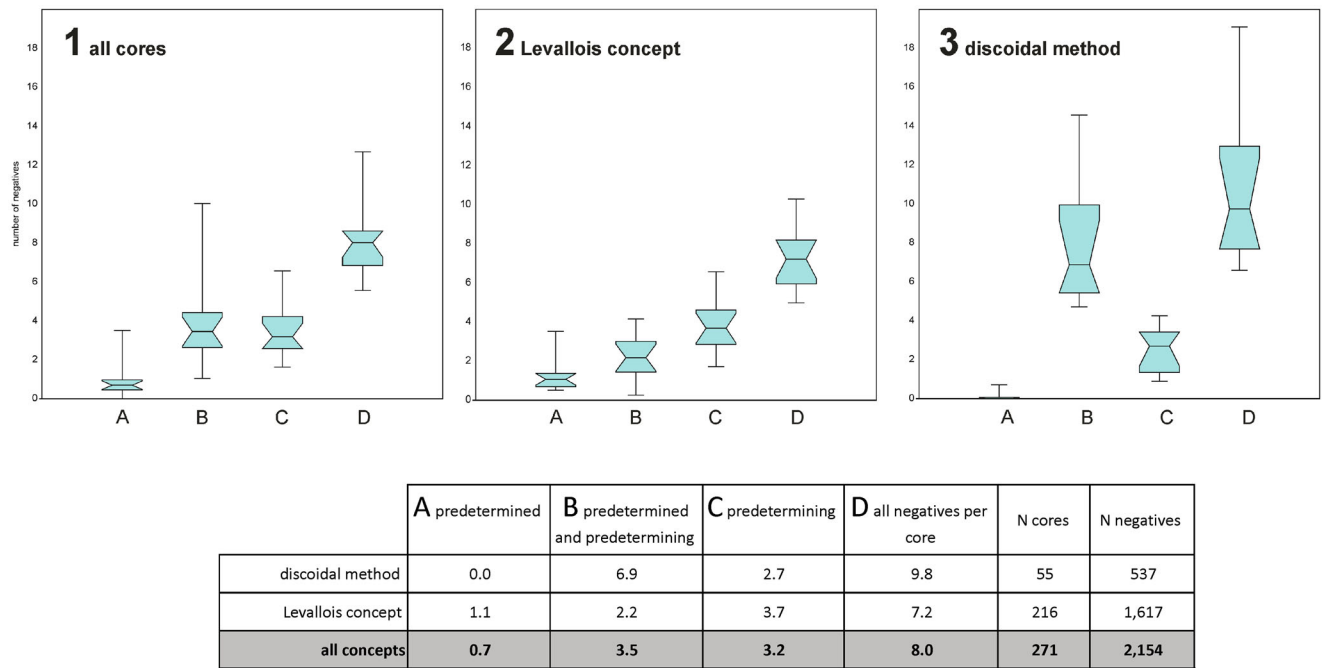 1 all cores
number of negatives
18
16
14
12
10
8
6
4
2
0
A B C D
2 Levallois concept
18
16
14
12
10
8
6
4
2
0
A B C D
3 discoidal method
18
16
14
12
10
8
6
4
2
0
A B C D
A predetermined B predetermined and predetermining C predetermining D all negatives per core N cores N negatives
discoidal method 0.0 6.9 2.7 9.8 55 537
Levallois concept 1.1 2.2 3.7 7.2 216 1,617
all concepts 0.7 3.5 3.2 8.0 271 2,154